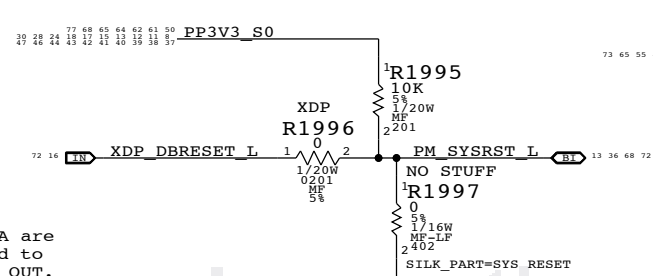 77 68 65 64 62 61 50
30 28 24 18 17 15 13 12 11 8
47 46 44 43 42 41 40 39 38 37
PP3V3_S0
73 65 55
1
R1995
10K
5%
1/20W
MF
2 201
XDP
R1996
0
1
2
1/20W
0201
MF
5%
72 16
IN
XDP_DBRESET_L
PM_SYSRST_L
BI
13 36 68 72
NO STUFF
1
R1997
0
5%
1/16W
MF-LF
2 402
SILK_PART=SYS RESET
A are
d to
OUT.